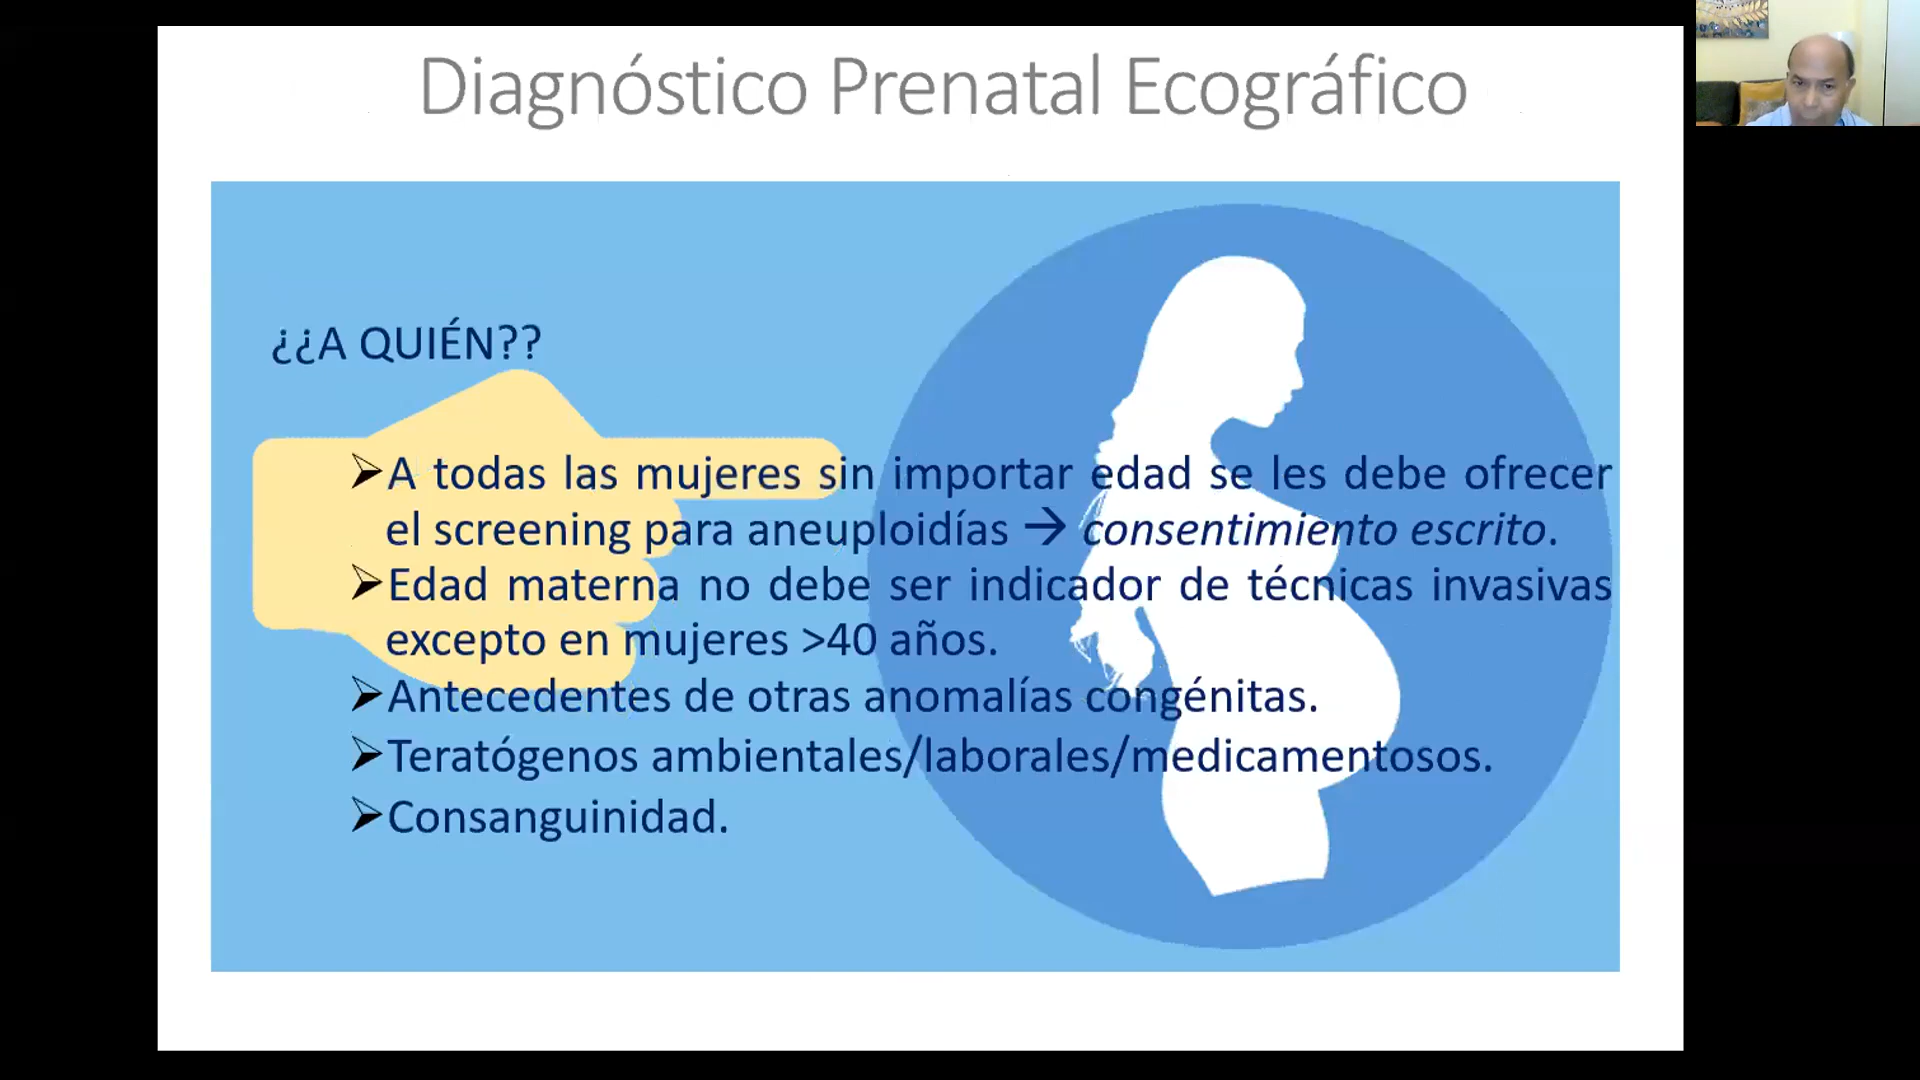 Diagnóstico Prenatal Ecográfico
¿¿A QUIÉN??
➢A todas las mujeres sin importar edad se les debe ofrecer
el screening para aneuploidías → consentimiento escrito.
➢Edad materna no debe ser indicador de técnicas invasivas
excepto en mujeres >40 años.
➢Antecedentes de otras anomalías congénitas.
➢Teratógenos ambientales/laborales/medicamentosos.
➢Consanguinidad.